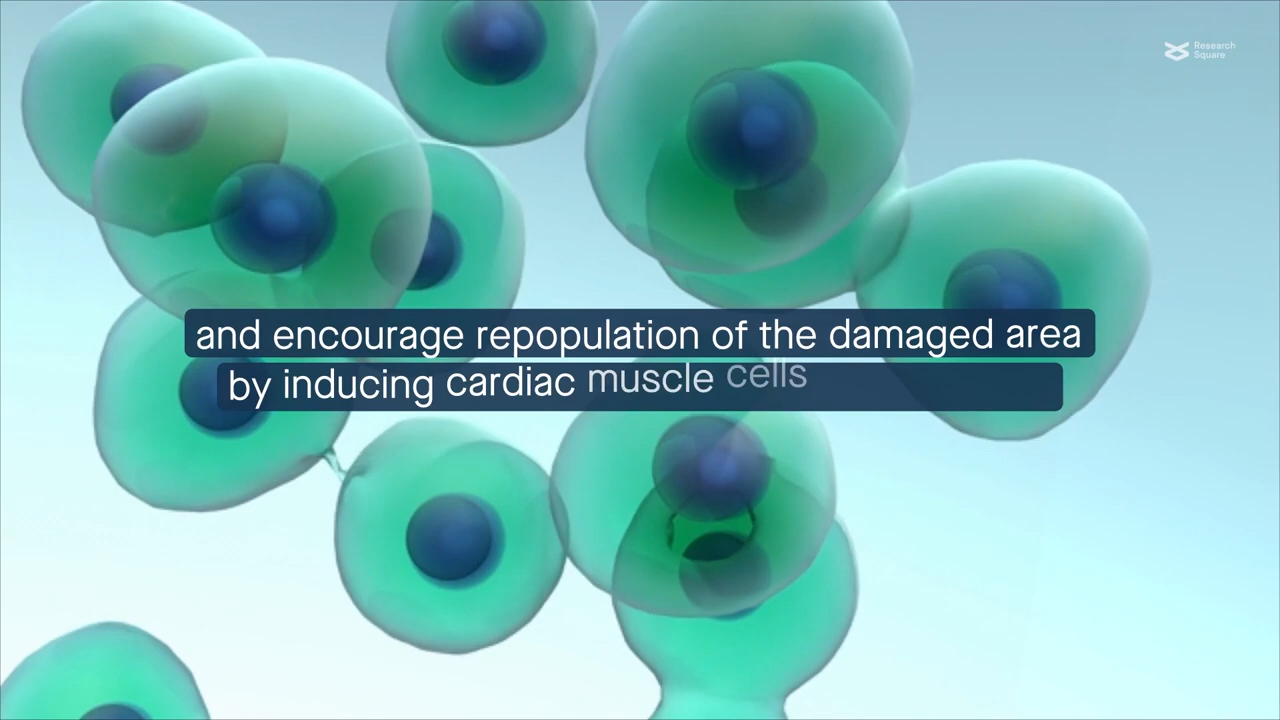 Research
Square
and encourage repopulation of the damaged area
by inducing cardiac muscle cells